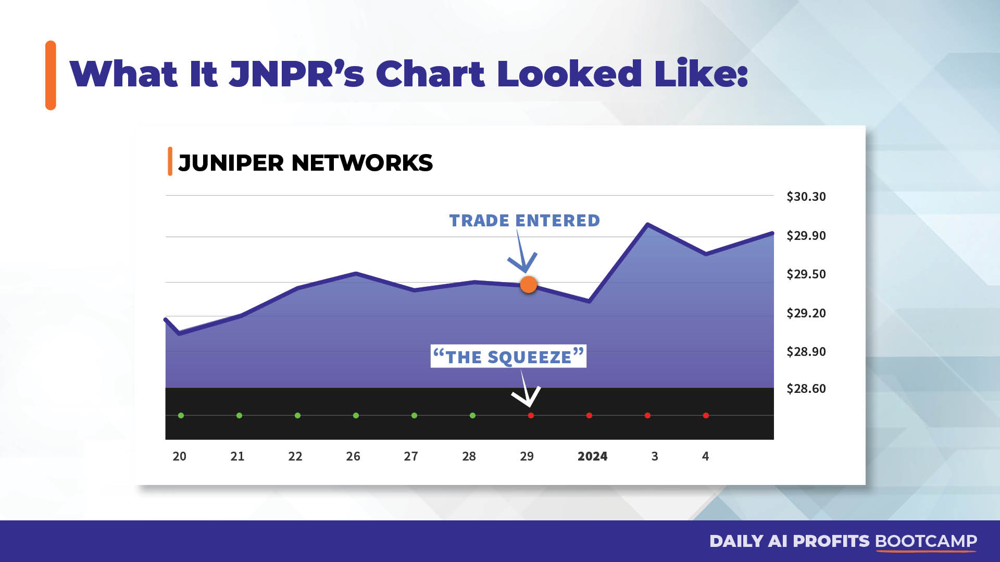 What It JNPR’s Chart Looked Like:
JUNIPER NETWORKS
$30.30
TRADE ENTERED
$29.90
$29.50
$29.20
“THE SQUEEZE”
$28.90
$28.60
20 21 22 26 27 28 29 2024 3 4
DAILY AI PROFITS BOOTCAMP